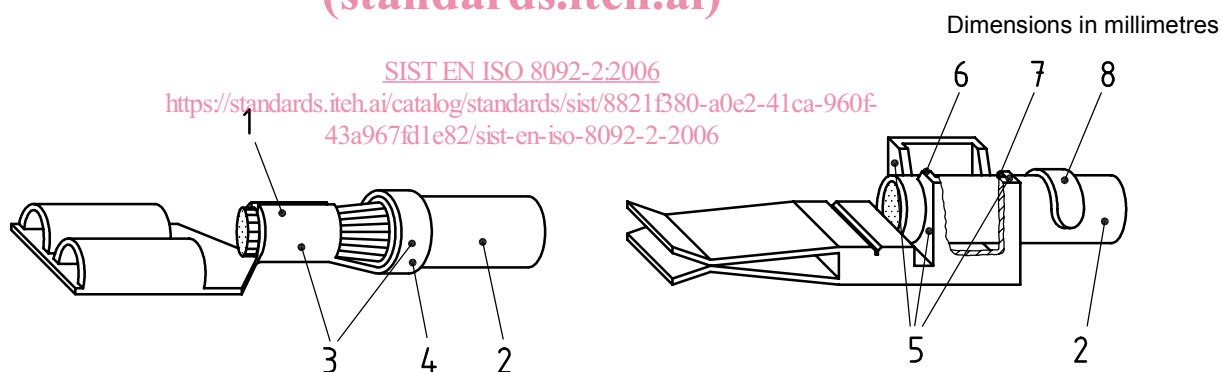 (standards.iteh.ai)
Dimensions in millimetres
SIST EN ISO 8092-2:2006
https://standards.iteh.ai/catalog/standards/sist/8821f380-a0e2-41ca-960f-
43a967fd1e82/sist-en-iso-8092-2-2006
6 7 8
1
3 4 2
5 2